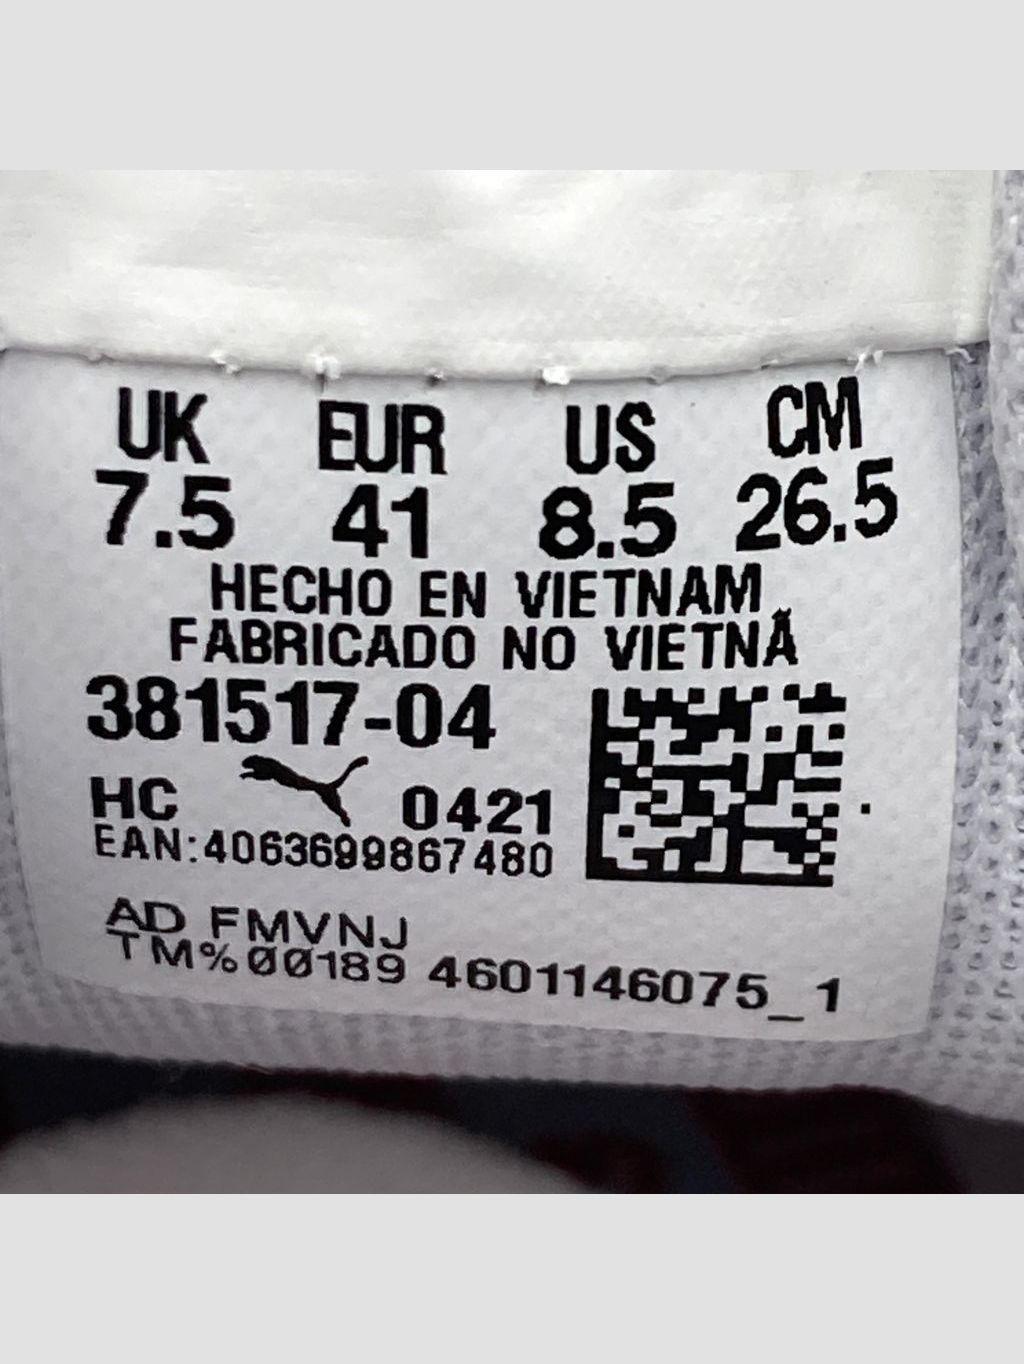 UK EUR US CM
7.5 41 8.5 26.5
HECHO EN VIETNAM
FABRICADO NO VIETNÃ
381517-04
HC 0421
EAN:4063699867480
AD FMVNJ
TM%00189 4601146075_1